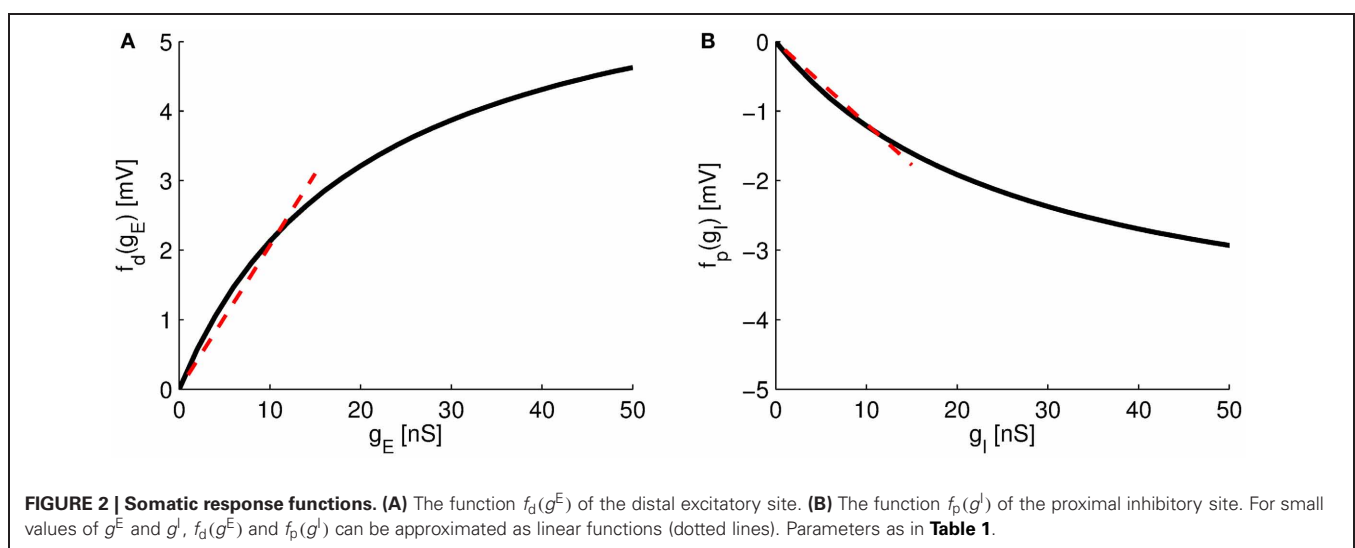 A
5
4
3
2
1
0
f_d(g_E) [mV]
0 10 20 30 40 50
g_E [nS]
B
0
−1
−2
−3
−4
−5
f_p(g_I) [mV]
0 10 20 30 40 50
g_I [nS]
FIGURE 2 | Somatic response functions. (A) The function f_d(g^E) of the distal excitatory site. (B) The function f_p(g^I) of the proximal inhibitory site. For small
values of g^E and g^I, f_d(g^E) and f_p(g^I) can be approximated as linear functions (dotted lines). Parameters as in Table 1.